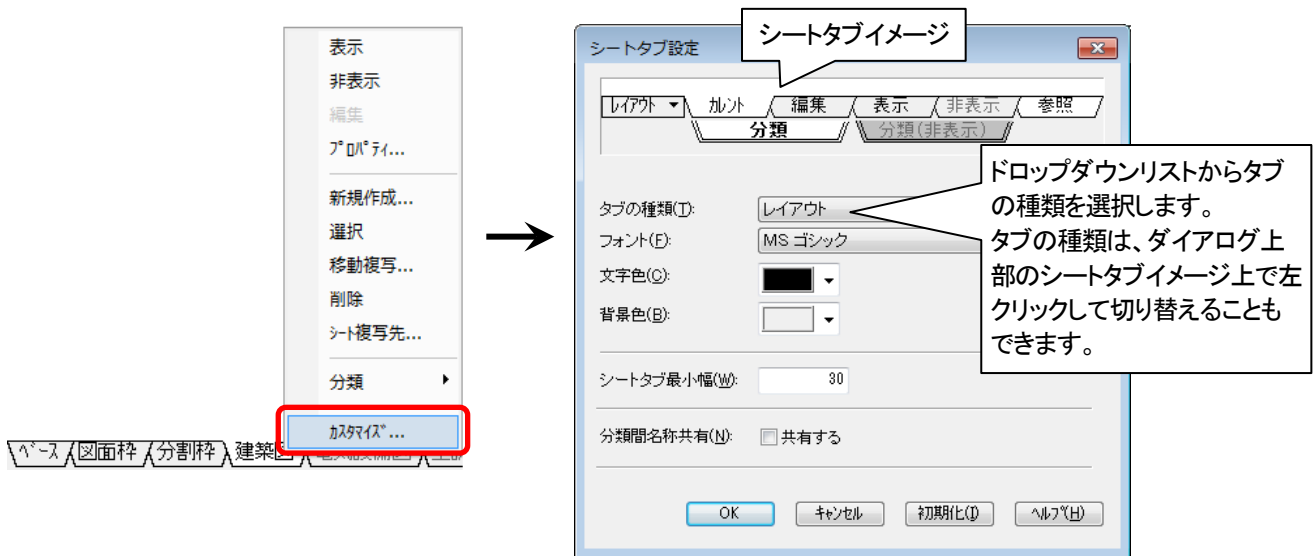 表示
非表示
編集
ﾌﾟﾛﾊﾟﾃｨ...
新規作成...
選択
移動複写...
削除
ｼｰﾄ複写先...
分類
ｶｽﾀﾏｲｽﾞ...
ﾍﾞｰｽ 図面枠 分割枠 建築図
シートタブ設定
シートタブイメージ
ﾚｲｱｳﾄ ｶﾚﾝﾄ 編集 表示 非表示 参照
分類 分類(非表示)
タブの種類(T): レイアウト
フォント(F): MS ゴシック
文字色(C):
背景色(B):
ドロップダウンリストからタブ
の種類を選択します。
タブの種類は、ダイアログ上
部のシートタブイメージ上で左
クリックして切り替えることも
できます。
シートタブ最小幅(W): 30
分類間名称共有(N): 共有する
OK ｷｬﾝｾﾙ 初期化(I) ﾍﾙﾌﾟ(H)